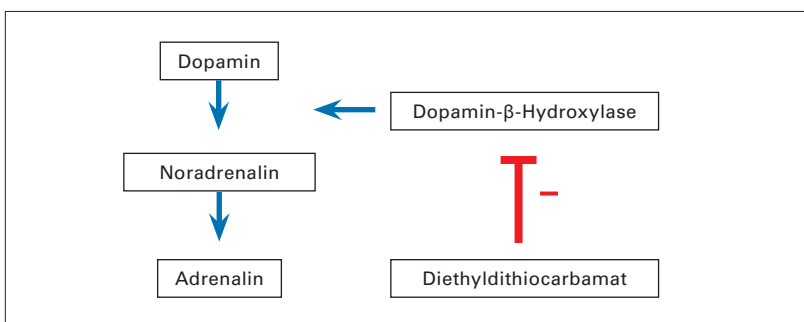 Dopamin
Dopamin-β-Hydroxylase
Noradrenalin
–
Adrenalin
Diethyldithiocarbamat